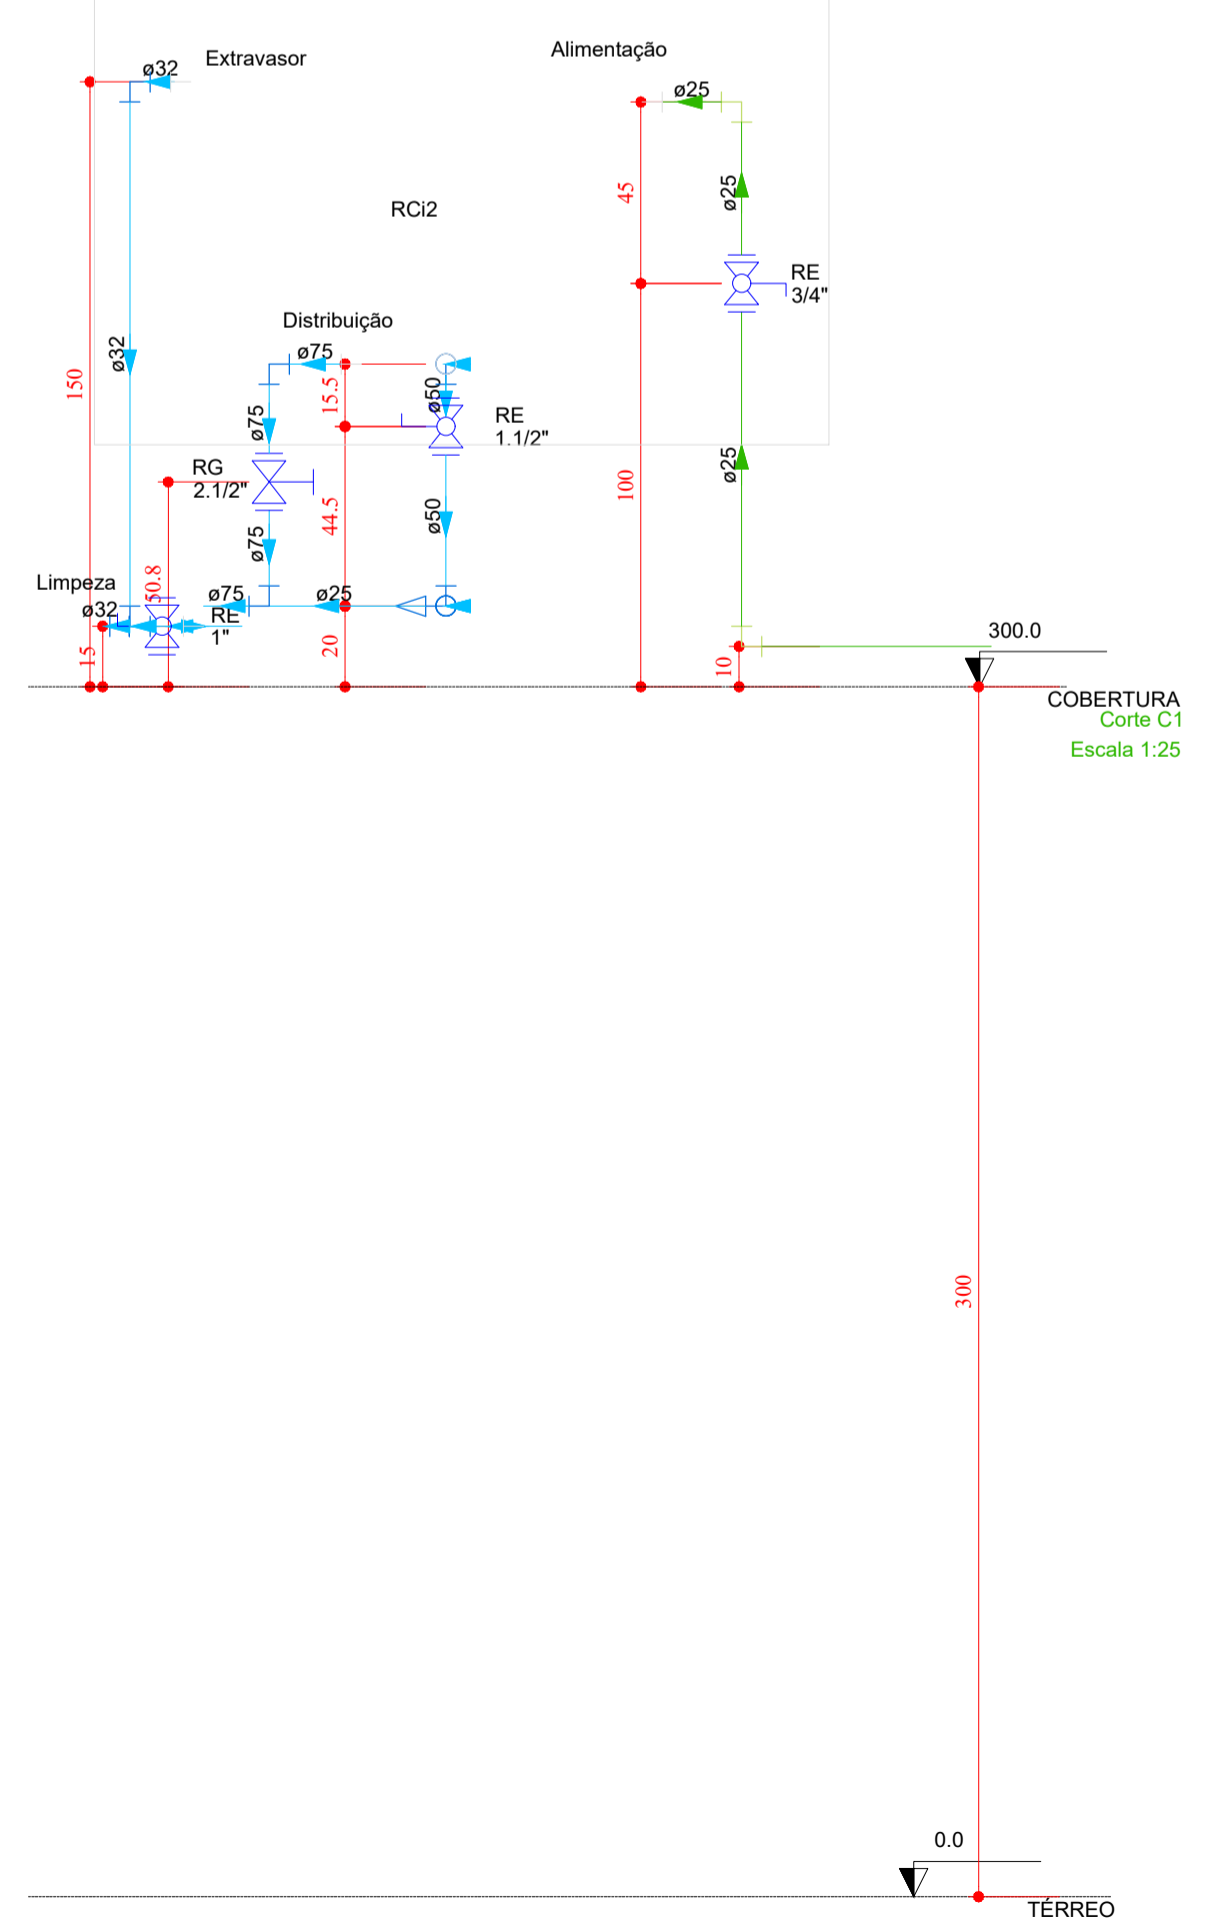 Alimentação
Extravasor
ø32
ø25
45
ø25
RCi2
RE
3/4"
Distribuição
ø75
ø32
150
15.5
ø50
RE
1.1/2"
ø75
RG
2.1/2"
44.5
ø50
100
ø25
ø75
Limpeza
50.8
ø75
ø25
ø32
RE
1"
15
20
10
300.0
COBERTURA
Corte C1
Escala 1:25
300
0.0
TÉRREO